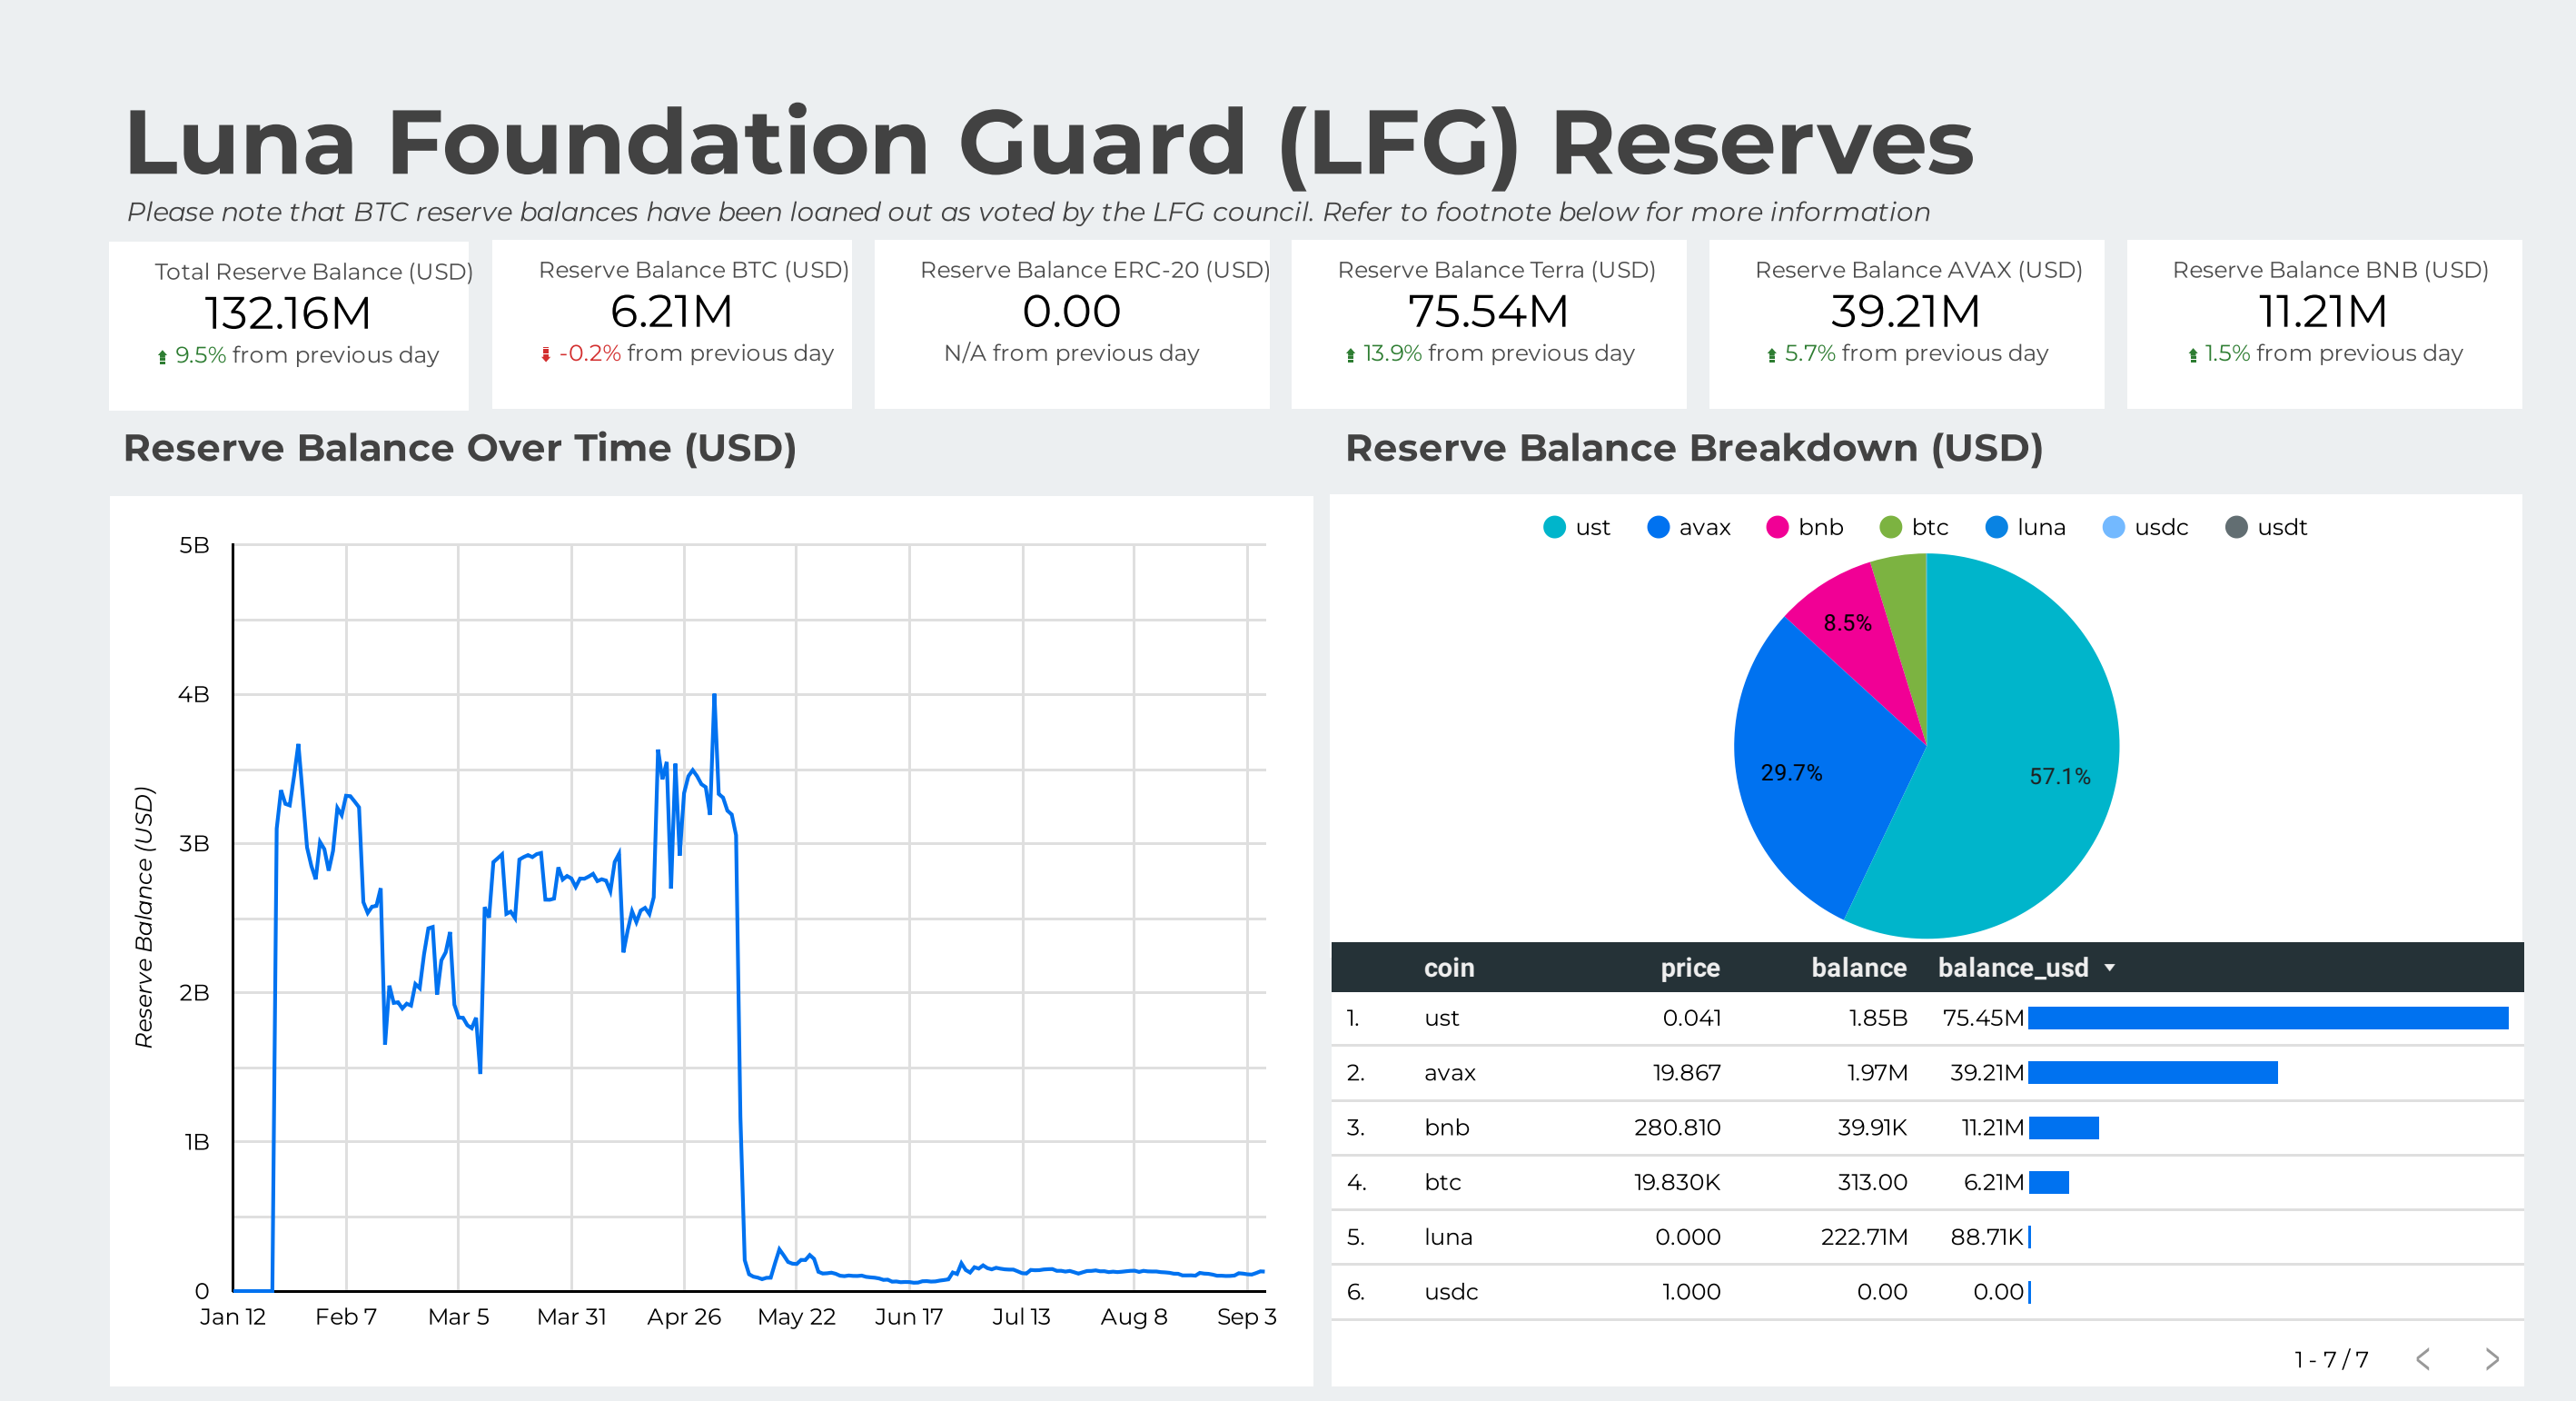 Luna Foundation Guard (LFG) Reserves
Please note that BTC reserve balances have been loaned out as voted by the LFG council. Refer to footnote below for more information
Total Reserve Balance (USD)
132.16M
9.5% from previous day
Reserve Balance BTC (USD)
6.21M
-0.2% from previous day
Reserve Balance ERC-20 (USD)
0.00
N/A from previous day
Reserve Balance Terra (USD)
75.54M
13.9% from previous day
Reserve Balance AVAX (USD)
39.21M
5.7% from previous day
Reserve Balance BNB (USD)
11.21M
1.5% from previous day
Reserve Balance Over Time (USD)
Reserve Balance (USD)
5B
4B
3B
2B
1B
0
Jan 12 Feb 7 Mar 5 Mar 31 Apr 26 May 22 Jun 17 Jul 13 Aug 8 Sep 3
Reserve Balance Breakdown (USD)
ust avax bnb btc luna usdc usdt
8.5%
29.7%
57.1%
coin price balance balance_usd
1. ust 0.041 1.85B 75.45M
2. avax 19.867 1.97M 39.21M
3. bnb 280.810 39.91K 11.21M
4. btc 19.830K 313.00 6.21M
5. luna 0.000 222.71M 88.71K
6. usdc 1.000 0.00 0.00
1 - 7 / 7